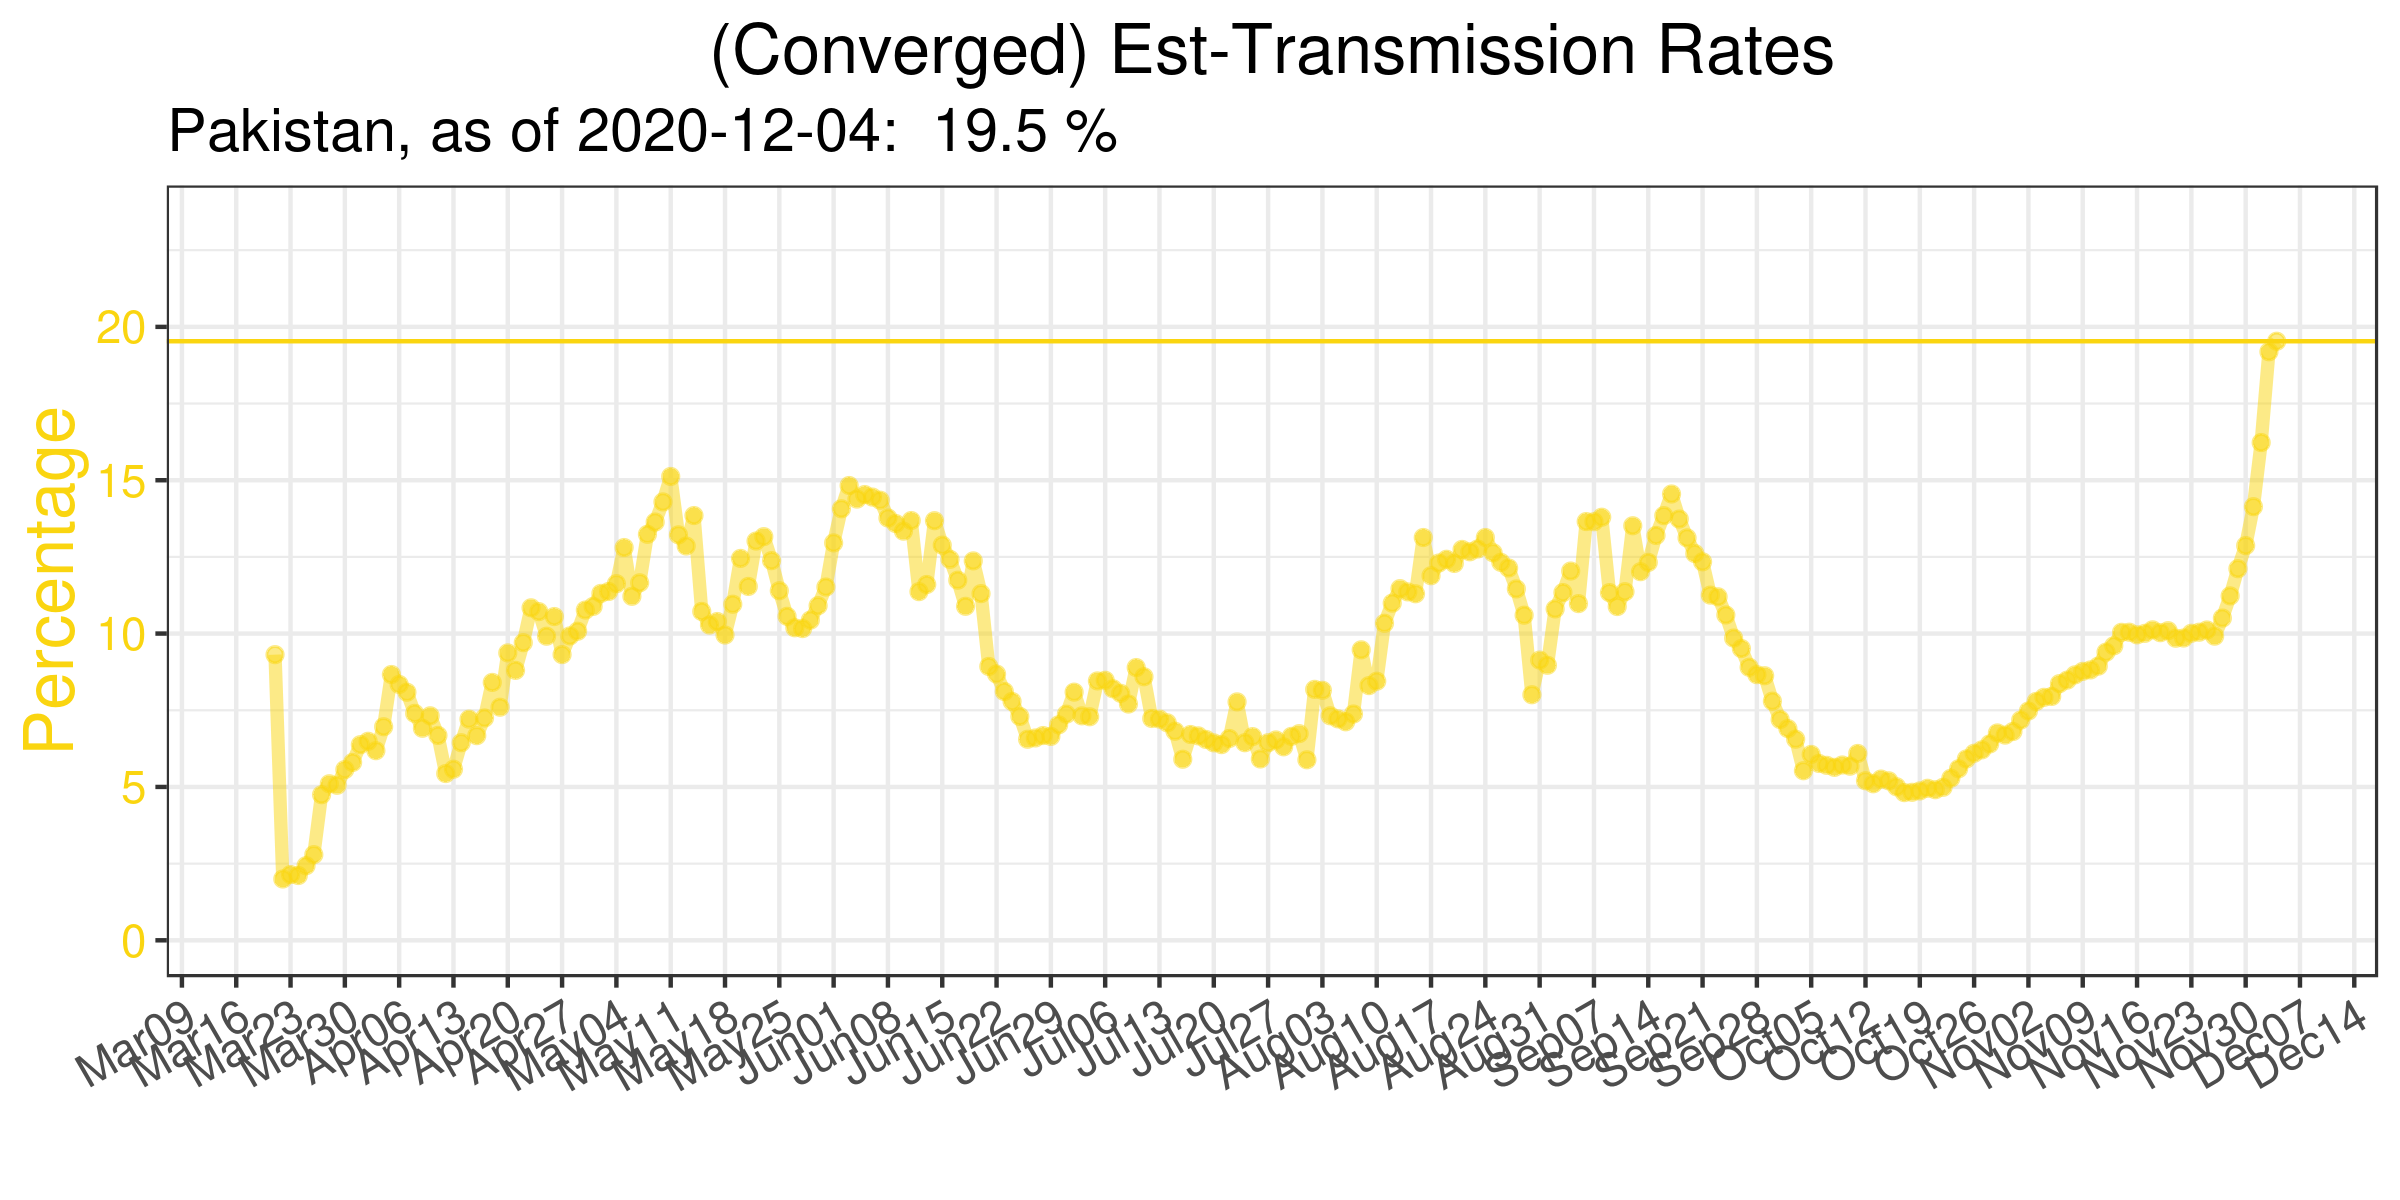 (Converged) Est-Transmission Rates
Pakistan, as of 2020-12-04:  19.5 %
Percentage
20
15
10
5
0
Mar09
Mar16
Mar23
Mar30
Apr06
Apr13
Apr20
Apr27
May04
May11
May18
May25
Jun01
Jun08
Jun15
Jun22
Jun29
Jul06
Jul13
Jul20
Jul27
Aug03
Aug10
Aug17
Aug24
Aug31
Sep07
Sep14
Sep21
Sep28
Oct05
Oct12
Oct19
Oct26
Nov02
Nov09
Nov16
Nov23
Nov30
Dec07
Dec14